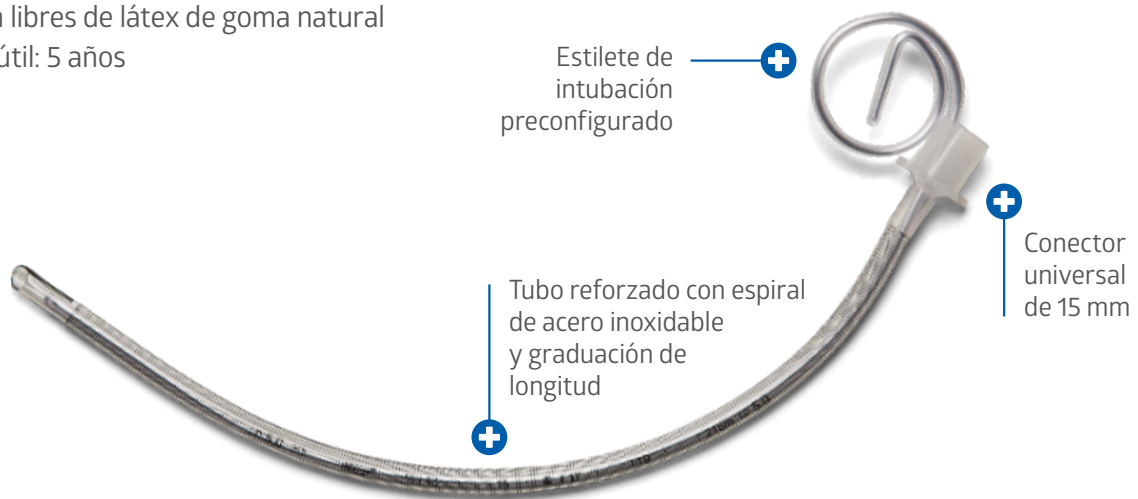 libres de látex de goma natural
útil: 5 años
Estilete de
intubación
preconfigurado
Conector
universal
de 15 mm
Tubo reforzado con espiral
de acero inoxidable
y graduación de
longitud